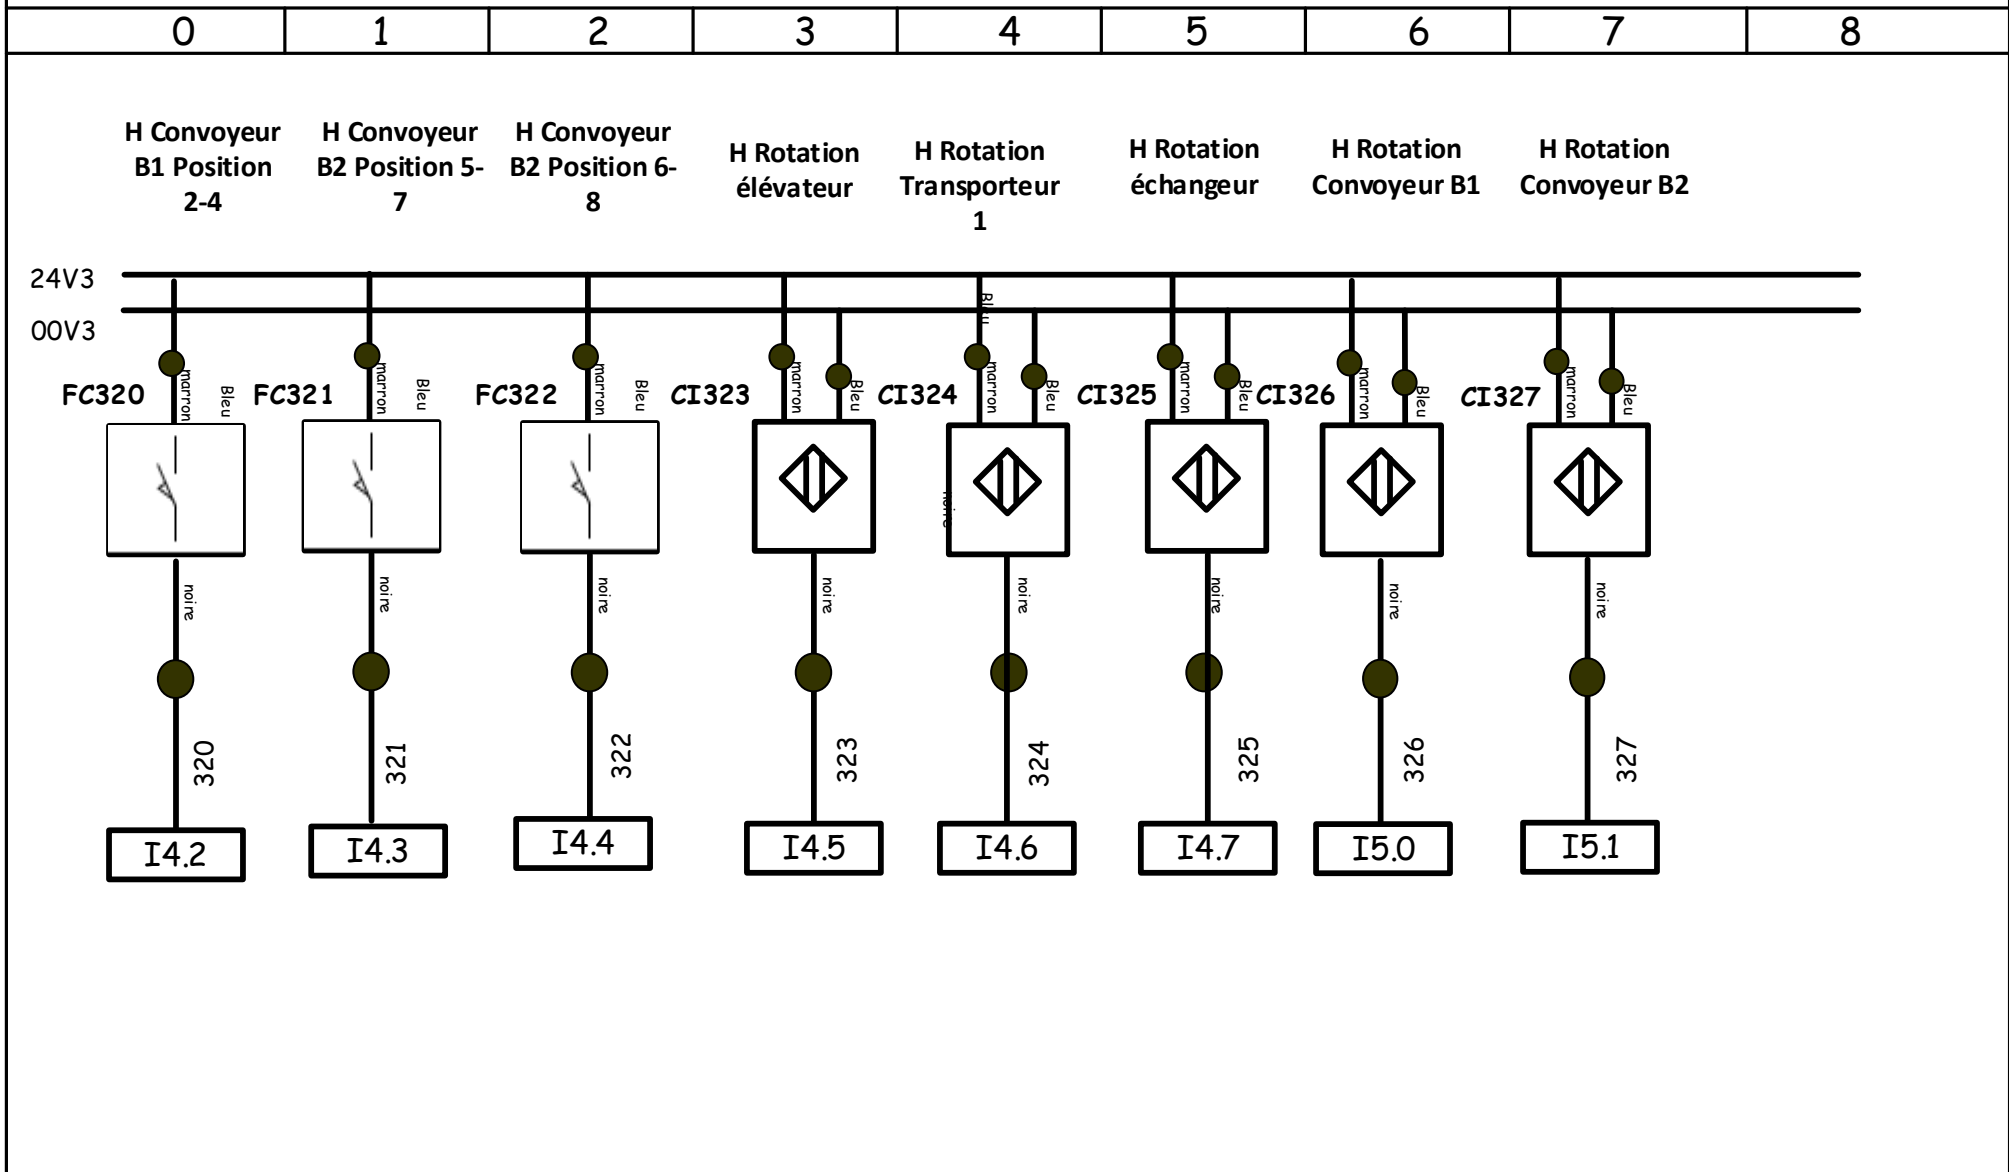 0 1 2 3 4 5 6 7 8
H Convoyeur
B1 Position
2-4
H Convoyeur
B2 Position 5-
7
H Convoyeur
B2 Position 6-
8
H Rotation
élévateur
H Rotation
Transporteur
1
H Rotation
échangeur
H Rotation
Convoyeur B1
H Rotation
Convoyeur B2
24V3
00V3
Bleu
FC320
marron
Bleu
FC321
marron
Bleu
FC322
marron
Bleu
CI323
marron
Bleu
CI324
marron
Bleu
CI325
marron
Bleu
CI326
marron
Bleu
CI327
marron
Bleu
noire
noire
noire
noire
noire
noire
noire
noire
noire
320
321
322
323
324
325
326
327
I4.2
I4.3
I4.4
I4.5
I4.6
I4.7
I5.0
I5.1